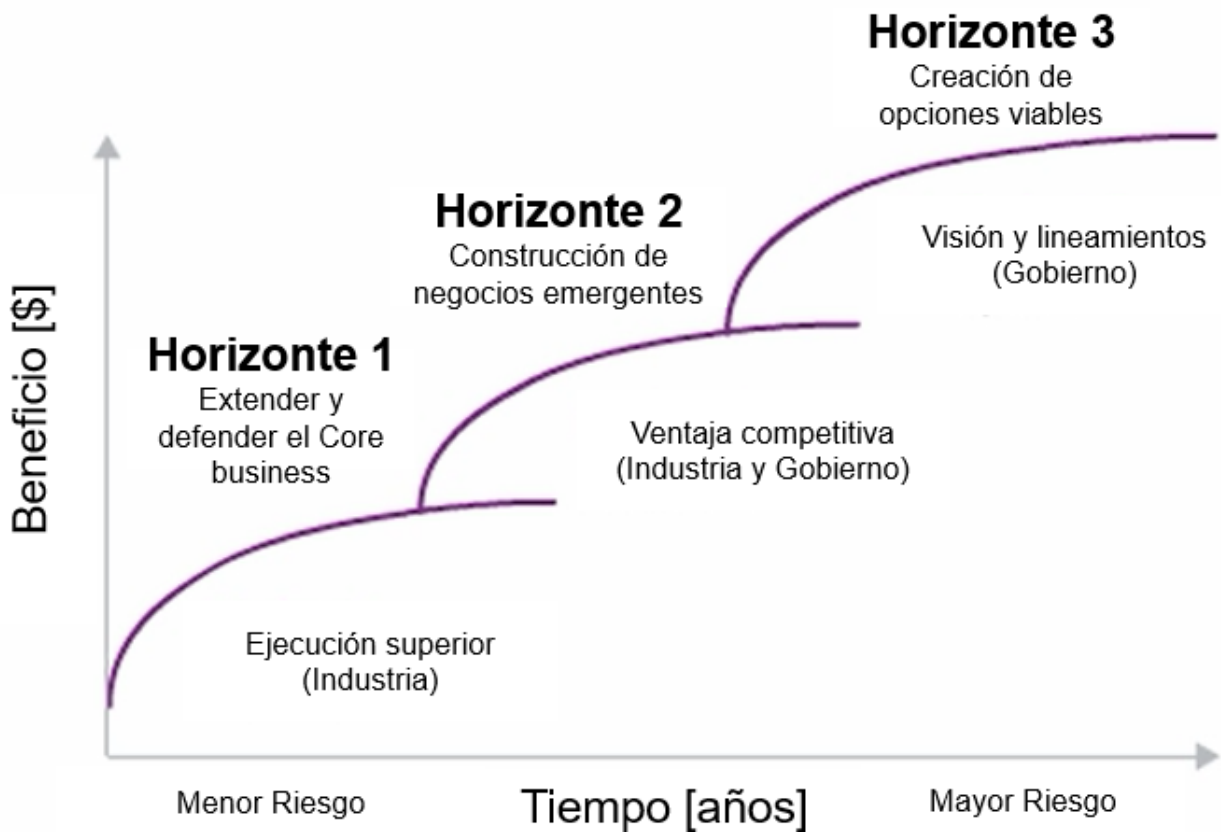 Horizonte 3
Creación de
opciones viables
Horizonte 2
Construcción de
negocios emergentes
Visión y lineamientos
(Gobierno)
Horizonte 1
Extender y
defender el Core
business
Ventaja competitiva
(Industria y Gobierno)
Ejecución superior
(Industria)
Beneficio [$]
Menor Riesgo
Tiempo [años]
Mayor Riesgo